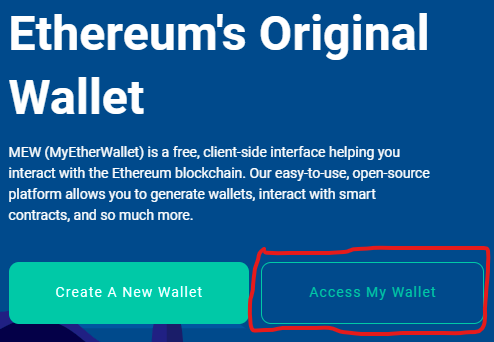 Ethereum's Original
Wallet
MEW (MyEtherWallet) is a free, client-side interface helping you
interact with the Ethereum blockchain. Our easy-to-use, open-source
platform allows you to generate wallets, interact with smart
contracts, and so much more.
Create A New Wallet
Access My Wallet